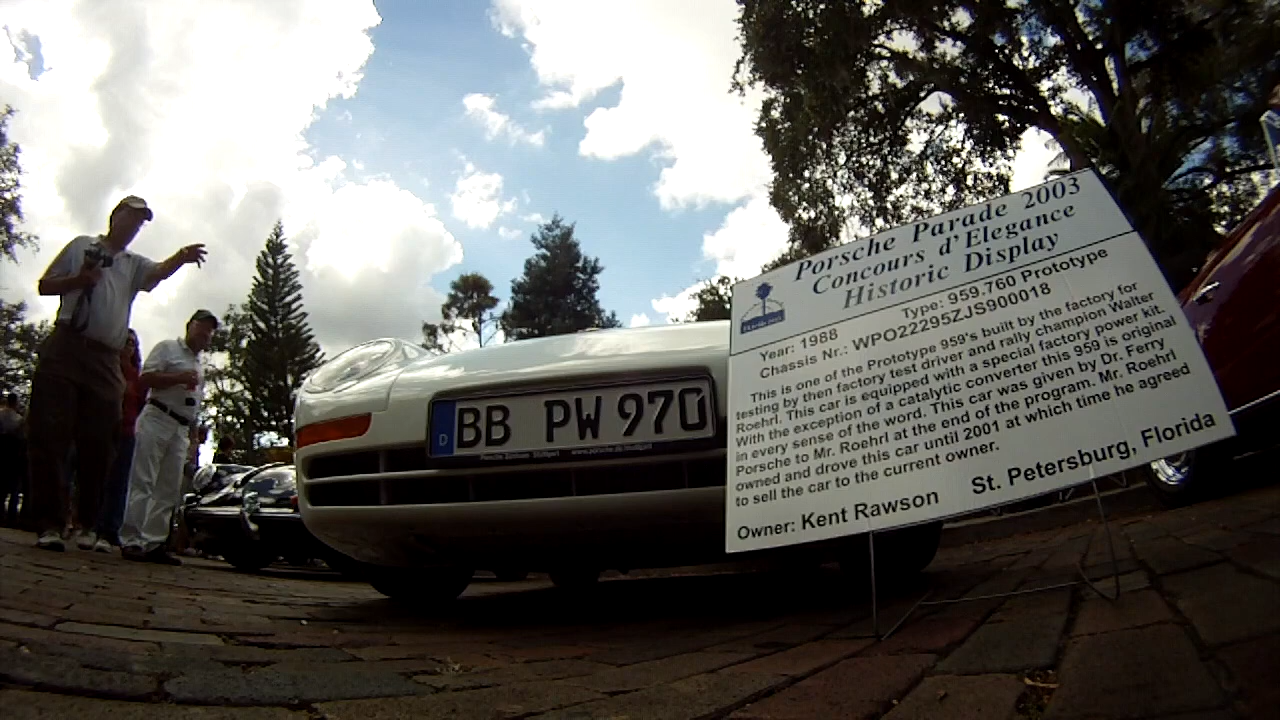 Porsche Parade 2003
Concours d'Elegance
Historic Display
Year: 1988 Type: 959.760 Prototype
Chassis Nr.: WPO22295ZJS900018
This is one of the Prototype 959's built by the factory for
testing by then factory test driver and rally champion Walter
Roehrl. This car is equipped with a special factory power kit.
With the exception of a catalytic converter this 959 is original
in every sense of the word. This car was given by Dr. Ferry
Porsche to Mr. Roehrl at the end of the program. Mr. Roehrl
owned and drove this car until 2001 at which time he agreed
to sell the car to the current owner.
Owner: Kent Rawson St. Petersburg, Florida
D
BB PW 970